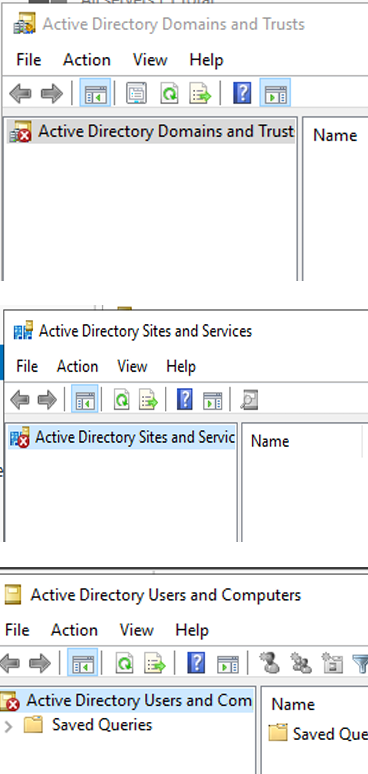 Active Directory Domains and Trusts
File Action View Help
Active Directory Domains and Trust
Name
Active Directory Sites and Services
File Action View Help
Active Directory Sites and Servic
Name
Active Directory Users and Computers
File Action View Help
Active Directory Users and Com
Name
Saved Queries
Saved Que